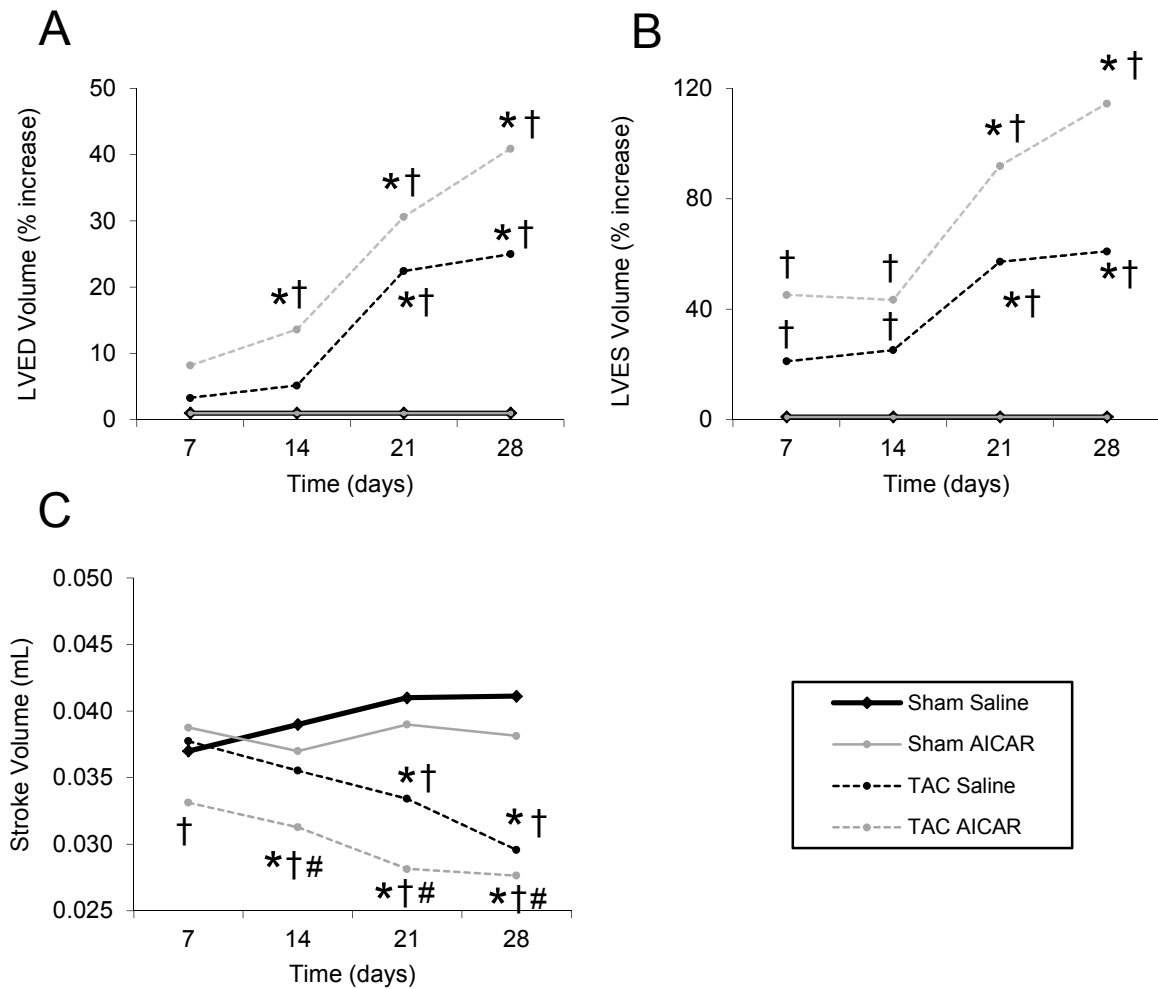 A
LVED Volume (% increase)
50
40
30
20
10
0
*†
*†
*†
*†
*†
7 14 21 28
Time (days)
B
LVES Volume (% increase)
120
80
40
0
*†
*†
†
†
†
†
*†
*†
7 14 21 28
Time (days)
C
Stroke Volume (mL)
0.050
0.045
0.040
0.035
0.030
0.025
*†
*†
†
*†#
*†#
*†#
7 14 21 28
Time (days)
Sham Saline
Sham AICAR
TAC Saline
TAC AICAR